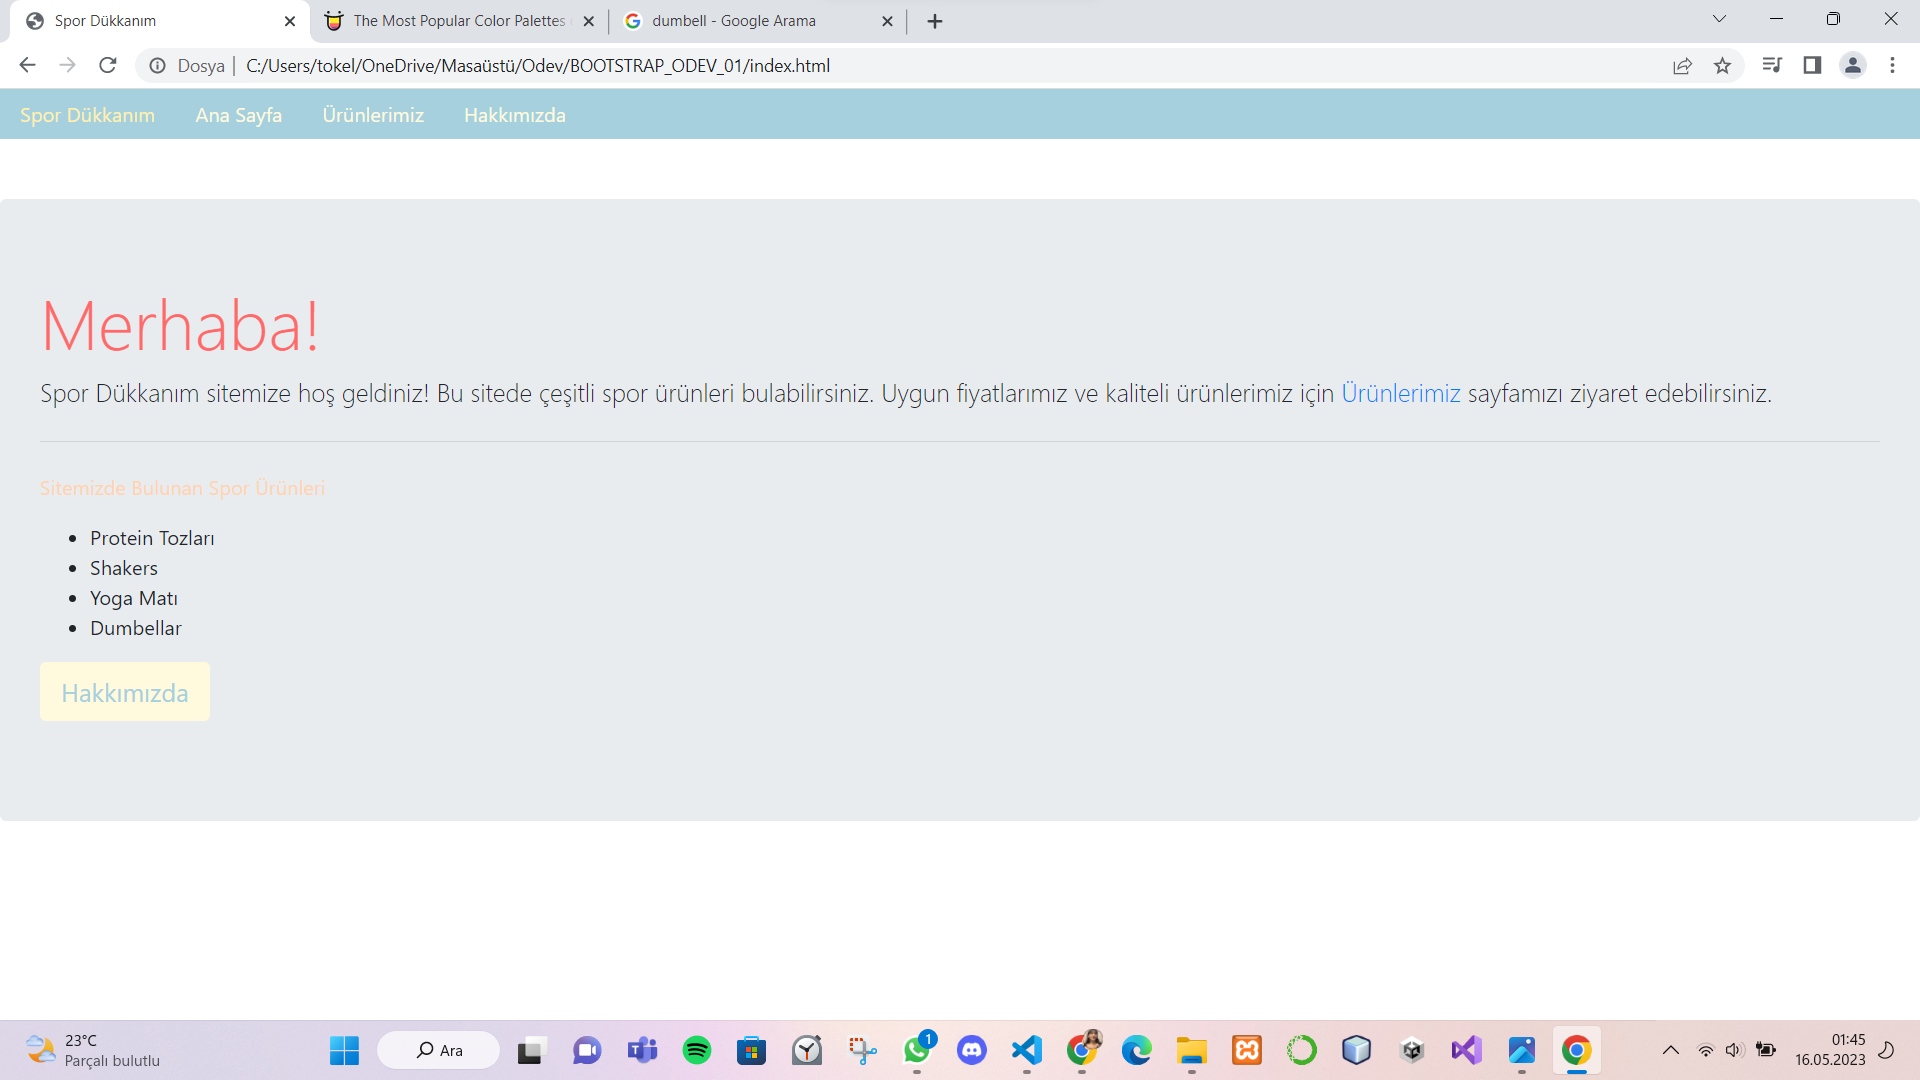 Spor Dükkanım
The Most Popular Color Palettes
dumbell - Google Arama
Dosya
C:/Users/tokel/OneDrive/Masaüstü/Odev/BOOTSTRAP_ODEV_01/index.html
Spor Dükkanım Ana Sayfa Ürünlerimiz Hakkımızda
Merhaba!
Spor Dükkanım sitemize hoş geldiniz! Bu sitede çeşitli spor ürünleri bulabilirsiniz. Uygun fiyatlarımız ve kaliteli ürünlerimiz için Ürünlerimiz sayfamızı ziyaret edebilirsiniz.
Sitemizde Bulunan Spor Ürünleri
Protein Tozları
Shakers
Yoga Matı
Dumbellar
Hakkımızda
23°C
Parçalı bulutlu
Ara
1
01:45
16.05.2023